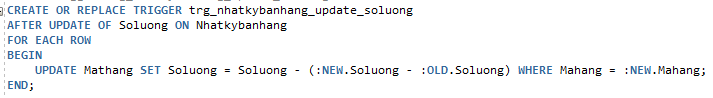 CREATE OR REPLACE TRIGGER trg_nhatkybanhang_update_soluong
AFTER UPDATE OF Soluong ON Nhatkybanhang
FOR EACH ROW
BEGIN
    UPDATE Mathang SET Soluong = Soluong - (:NEW.Soluong - :OLD.Soluong) WHERE Mahang = :NEW.Mahang;
END;